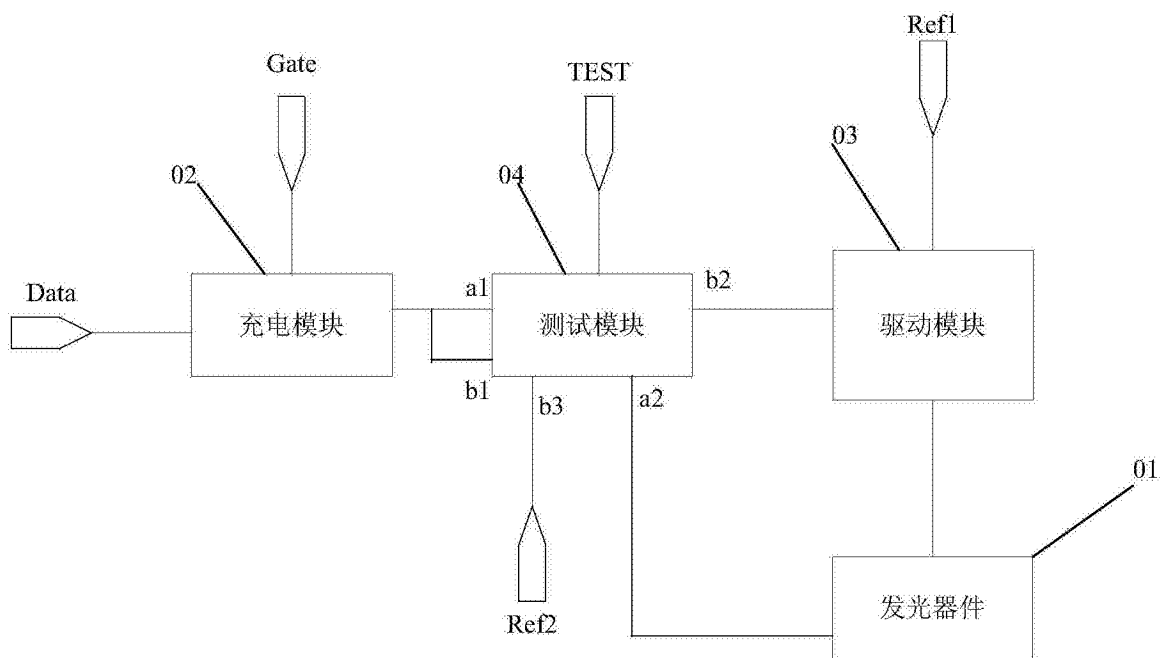 Ref1
Gate
TEST
03
02
04
Data
a1
b2
充电模块
测试模块
驱动模块
b1
b3
a2
01
发光器件
Ref2